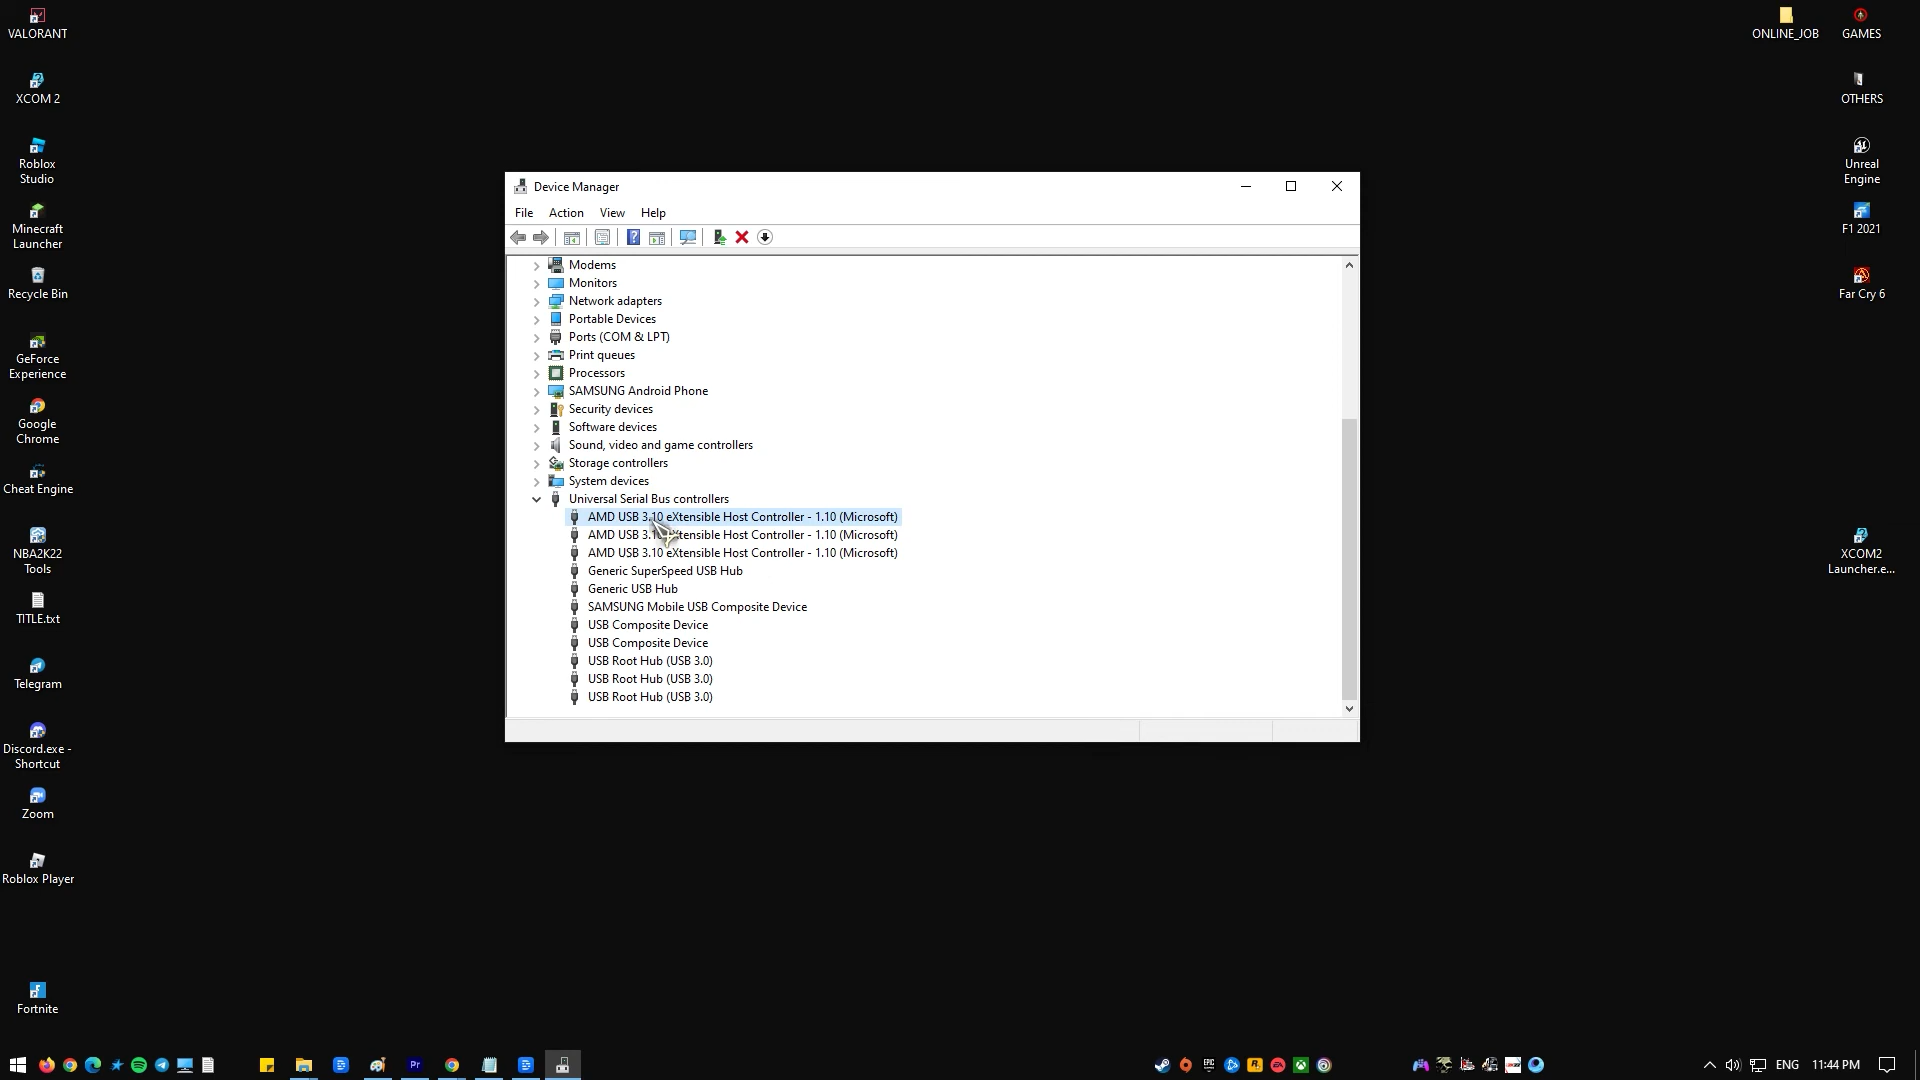 VALORANT
XCOM 2
Roblox
Studio
Minecraft
Launcher
Recycle Bin
GeForce
Experience
Google
Chrome
Cheat Engine
NBA2K22
Tools
TITLE.txt
Telegram
Discord.exe -
Shortcut
Zoom
Roblox Player
Fortnite
ONLINE_JOB
GAMES
OTHERS
Unreal
Engine
F1 2021
Far Cry 6
XCOM2
Launcher.e...
Device Manager
File Action View Help
Modems
Monitors
Network adapters
Portable Devices
Ports (COM & LPT)
Print queues
Processors
SAMSUNG Android Phone
Security devices
Software devices
Sound, video and game controllers
Storage controllers
System devices
Universal Serial Bus controllers
AMD USB 3.10 eXtensible Host Controller - 1.10 (Microsoft)
AMD USB 3.10 eXtensible Host Controller - 1.10 (Microsoft)
AMD USB 3.10 eXtensible Host Controller - 1.10 (Microsoft)
Generic SuperSpeed USB Hub
Generic USB Hub
SAMSUNG Mobile USB Composite Device
USB Composite Device
USB Composite Device
USB Root Hub (USB 3.0)
USB Root Hub (USB 3.0)
USB Root Hub (USB 3.0)
Pr
EPIC
EA
ENG 11:44 PM